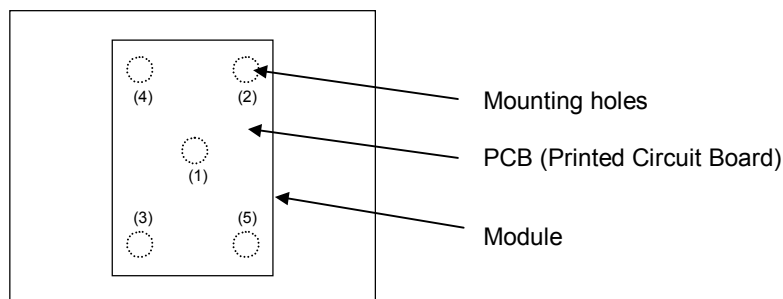 (4)
(2)
Mounting holes
PCB (Printed Circuit Board)
(1)
(3)
(5)
Module